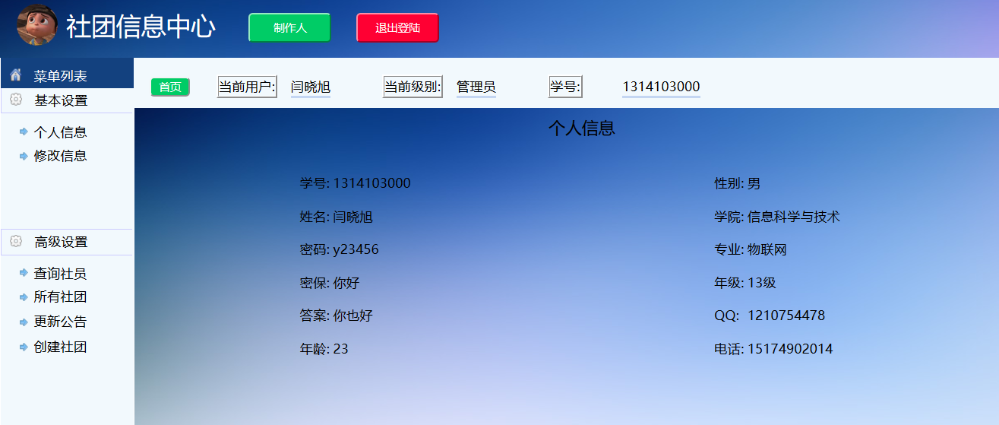 社团信息中心 制作人 退出登陆
菜单列表
首页 当前用户: 闫晓旭 当前级别: 管理员 学号: 1314103000
基本设置
个人信息
修改信息
高级设置
查询社员
所有社团
更新公告
创建社团
个人信息
学号: 1314103000 性别: 男
姓名: 闫晓旭 学院: 信息科学与技术
密码: y23456 专业: 物联网
密保: 你好 年级: 13级
答案: 你也好 QQ: 1210754478
年龄: 23 电话: 15174902014